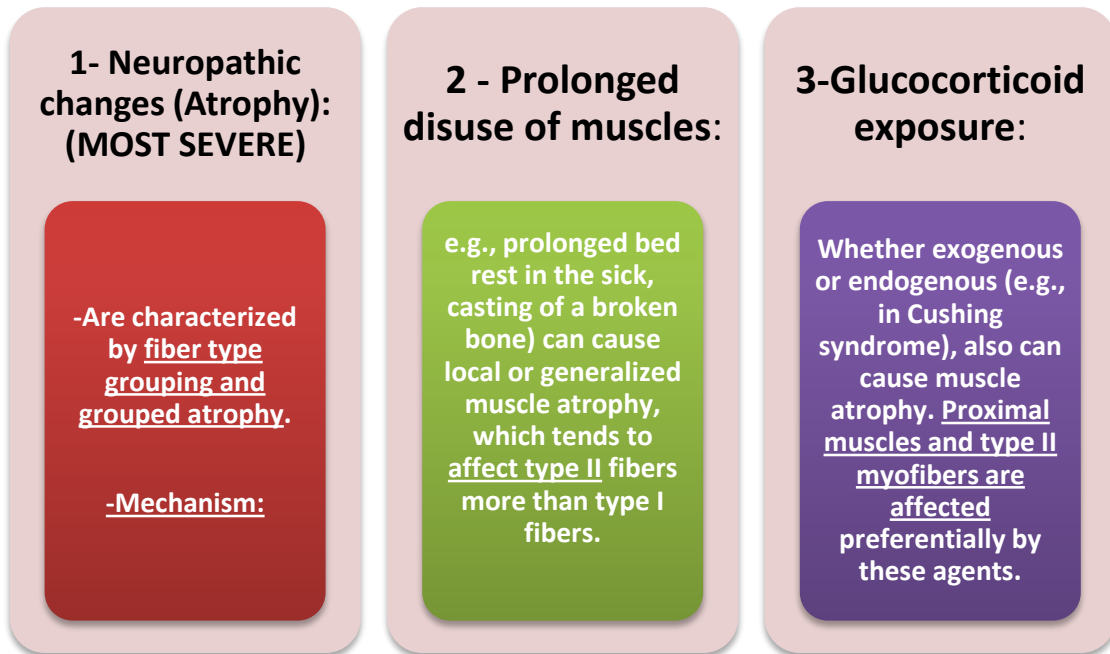 1- Neuropathic
changes (Atrophy):
(MOST SEVERE)
-Are characterized
by fiber type
grouping and
grouped atrophy.
-Mechanism:
2 - Prolonged
disuse of muscles:
e.g., prolonged bed
rest in the sick,
casting of a broken
bone) can cause
local or generalized
muscle atrophy,
which tends to
affect type II fibers
more than type I
fibers.
3-Glucocorticoid
exposure:
Whether exogenous
or endogenous (e.g.,
in Cushing
syndrome), also can
cause muscle
atrophy. Proximal
muscles and type II
myofibers are
affected
preferentially by
these agents.